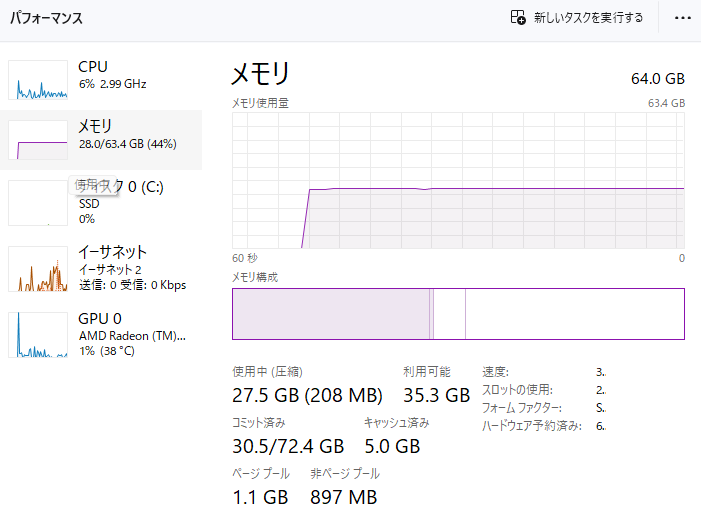 パフォーマンス
新しいタスクを実行する
CPU
6% 2.99 GHz
メモリ
28.0/63.4 GB (44%)
ディスク 0 (C:)
使用中
SSD
0%
イーサネット
イーサネット 2
送信: 0 受信: 0 Kbps
GPU 0
AMD Radeon (TM)...
1% (38 °C)
メモリ
64.0 GB
メモリ使用量
63.4 GB
60 秒
0
メモリ構成
使用中 (圧縮)
27.5 GB (208 MB)
利用可能
35.3 GB
コミット済み
30.5/72.4 GB
キャッシュ済み
5.0 GB
ページ プール
1.1 GB
非ページ プール
897 MB
速度:
3...
スロットの使用:
2...
フォーム ファクター:
S...
ハードウェア予約済み:
6...